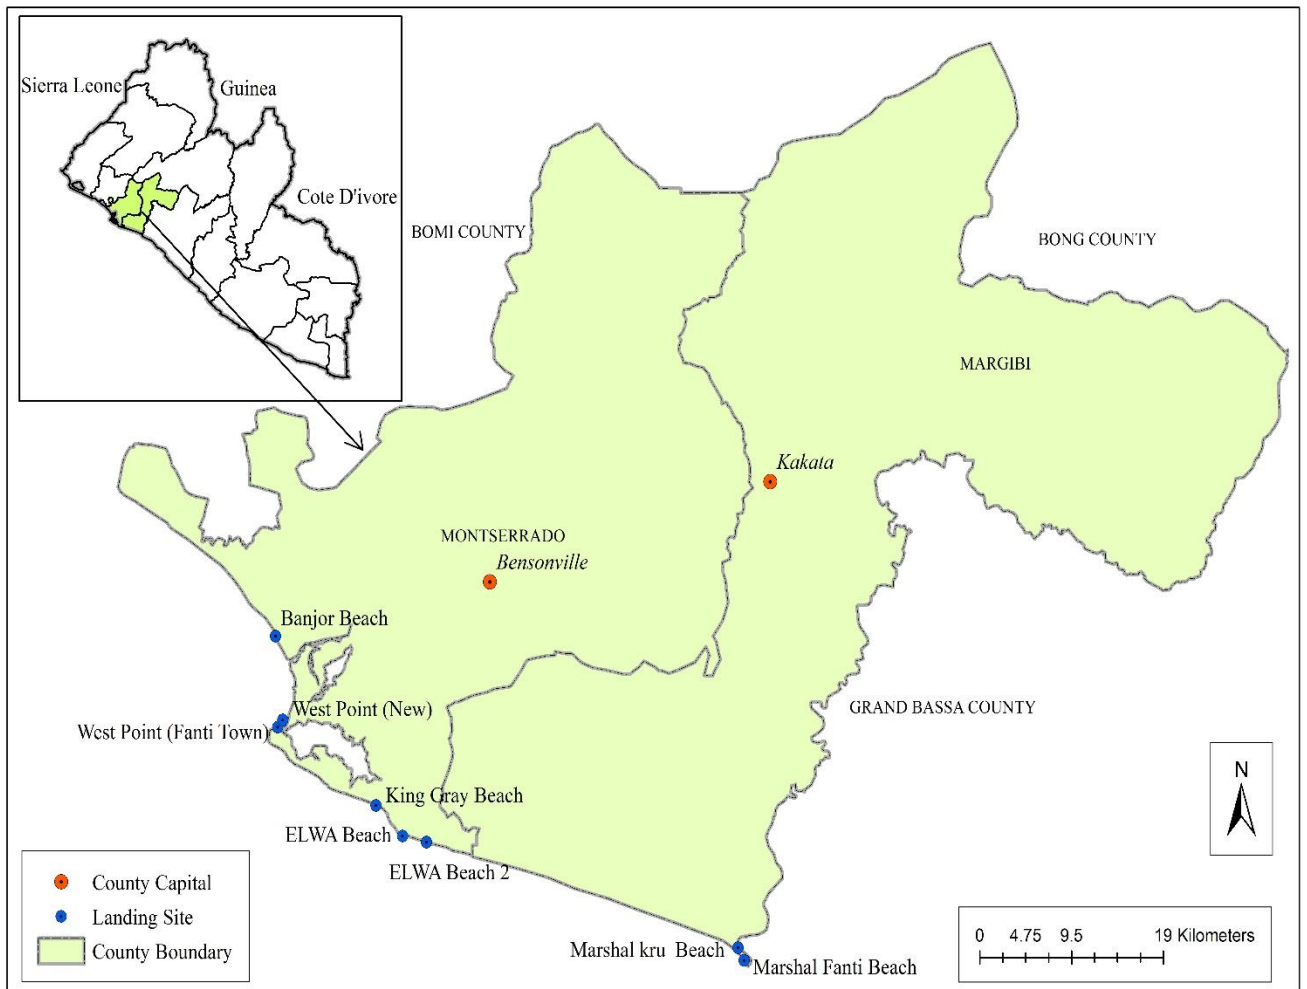 Sierra Leone
Guinea
Cote D'ivore
BOMI COUNTY
BONG COUNTY
MARGIBI
Kakata
MONTSERRADO
Bensonville
Banjor Beach
West Point (New)
West Point (Fanti Town)
GRAND BASSA COUNTY
King Gray Beach
ELWA Beach
ELWA Beach 2
Marshal kru Beach
Marshal Fanti Beach
N
County Capital
Landing Site
County Boundary
0 4.75 9.5 19 Kilometers